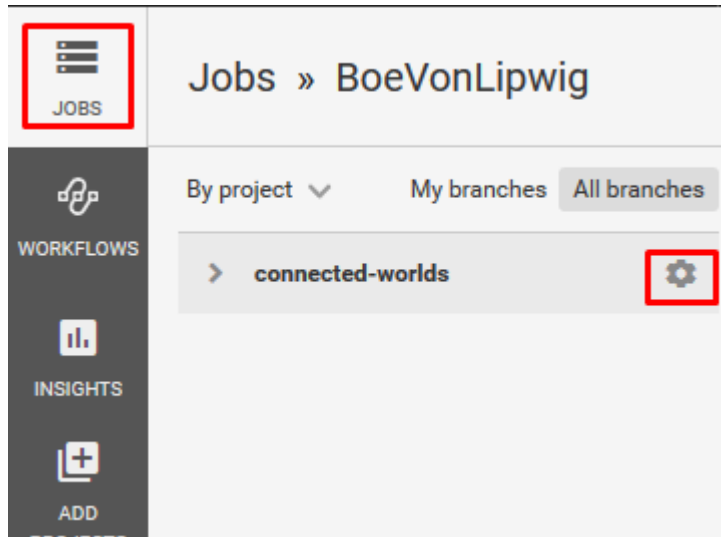 JOBS
Jobs » BoeVonLipwig
By project My branches All branches
WORKFLOWS
connected-worlds
INSIGHTS
ADD